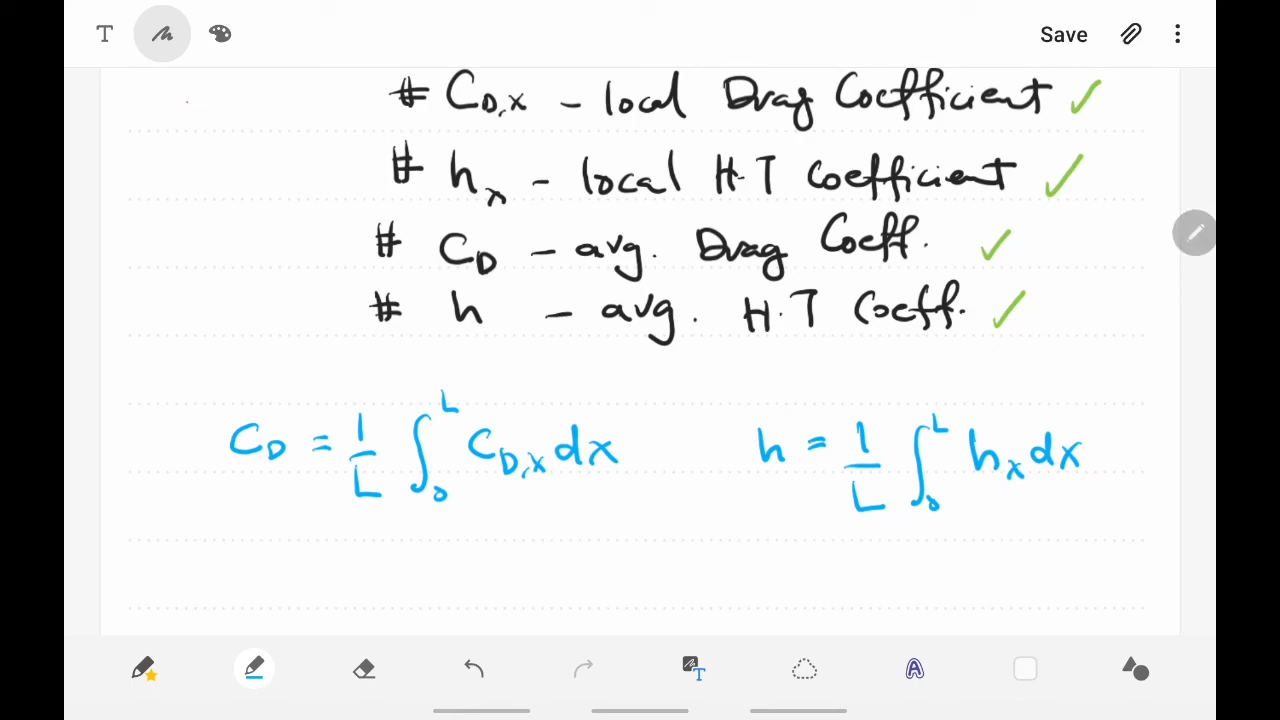 T Save
# C_D,x - local Drag Coefficient ✓
# h_x - local H.T Coefficient ✓
# C_D - avg. Drag Coeff. ✓
# h - avg. H.T Coeff. ✓
C_D = 1/L ∫_0^L C_D,x dx h = 1/L ∫_0^L h_x dx
T A